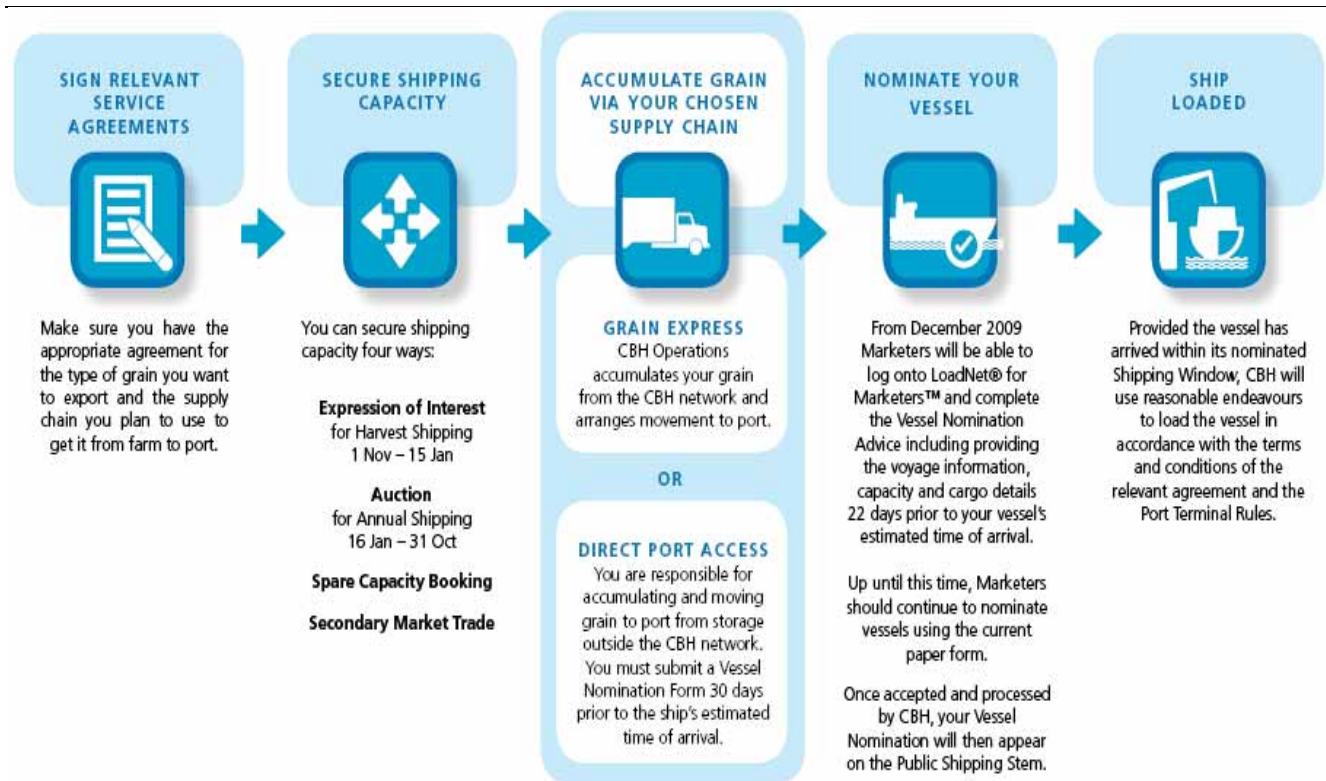 SIGN RELEVANT
SERVICE
AGREEMENTS
Make sure you have the
appropriate agreement for
the type of grain you want
to export and the supply
chain you plan to use to
get it from farm to port.
SECURE SHIPPING
CAPACITY
You can secure shipping
capacity four ways:
Expression of Interest
for Harvest Shipping
1 Nov – 15 Jan
Auction
for Annual Shipping
16 Jan – 31 Oct
Spare Capacity Booking
Secondary Market Trade
ACCUMULATE GRAIN
VIA YOUR CHOSEN
SUPPLY CHAIN
GRAIN EXPRESS
CBH Operations
accumulates your grain
from the CBH network and
arranges movement to port.
OR
DIRECT PORT ACCESS
You are responsible for
accumulating and moving
grain to port from storage
outside the CBH network.
You must submit a Vessel
Nomination Form 30 days
prior to the ship's estimated
time of arrival.
NOMINATE YOUR
VESSEL
From December 2009
Marketers will be able to
log onto LoadNet® for
Marketers™ and complete
the Vessel Nomination
Advice including providing
the voyage information,
capacity and cargo details
22 days prior to your vessel's
estimated time of arrival.
Up until this time, Marketers
should continue to nominate
vessels using the current
paper form.
Once accepted and processed
by CBH, your Vessel
Nomination will then appear
on the Public Shipping Stem.
SHIP
LOADED
Provided the vessel has
arrived within its nominated
Shipping Window, CBH will
use reasonable endeavours
to load the vessel in
accordance with the terms
and conditions of the
relevant agreement and the
Port Terminal Rules.